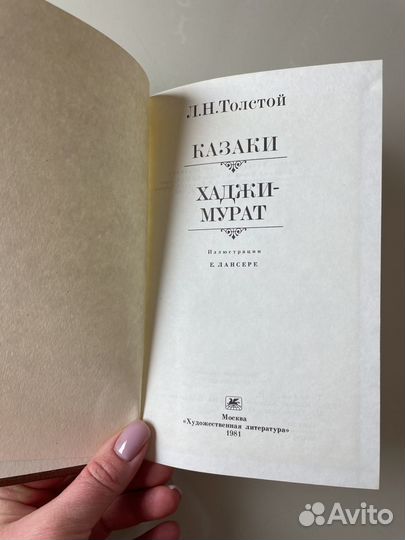 Л.Н.Толстой
КАЗАКИ
ХАДЖИ-
МУРАТ
Иллюстрации
Е. ЛАНСЕРЕ
Москва
«Художественная литература»
1981
Avito